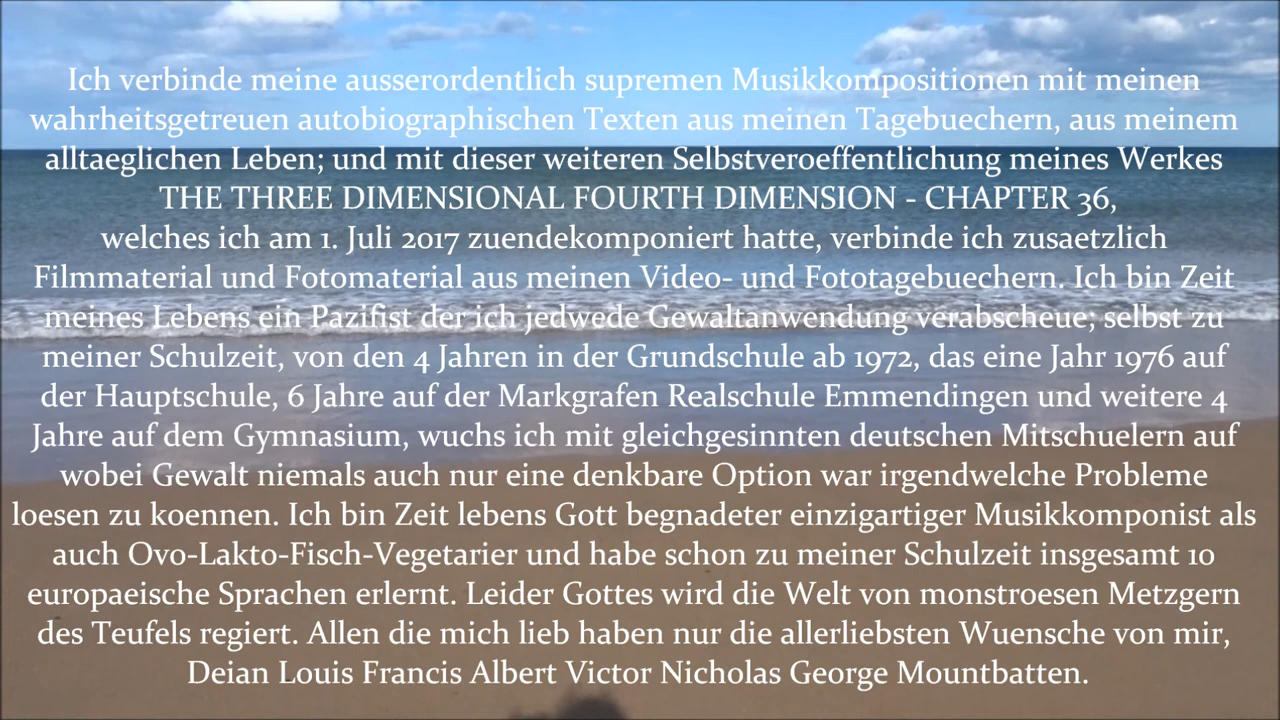 Ich verbinde meine ausserordentlich supremen Musikkompositionen mit meinen
wahrheitsgetreuen autobiographischen Texten aus meinen Tagebuechern, aus meinem
alltaeglichen Leben; und mit dieser weiteren Selbstveroeffentlichung meines Werkes
THE THREE DIMENSIONAL FOURTH DIMENSION - CHAPTER 36,
welches ich am 1. Juli 2017 zuendekomponiert hatte, verbinde ich zusaetzlich
Filmmaterial und Fotomaterial aus meinen Video- und Fototagebuechern. Ich bin Zeit
meines Lebens ein Pazifist der ich jedwede Gewaltanwendung verabscheue; selbst zu
meiner Schulzeit, von den 4 Jahren in der Grundschule ab 1972, das eine Jahr 1976 auf
der Hauptschule, 6 Jahre auf der Markgrafen Realschule Emmendingen und weitere 4
Jahre auf dem Gymnasium, wuchs ich mit gleichgesinnten deutschen Mitschuelern auf
wobei Gewalt niemals auch nur eine denkbare Option war irgendwelche Probleme
loesen zu koennen. Ich bin Zeit lebens Gott begnadeter einzigartiger Musikkomponist als
auch Ovo-Lakto-Fisch-Vegetarier und habe schon zu meiner Schulzeit insgesamt 10
europaeische Sprachen erlernt. Leider Gottes wird die Welt von monstroesen Metzgern
des Teufels regiert. Allen die mich lieb haben nur die allerliebsten Wuensche von mir,
Deian Louis Francis Albert Victor Nicholas George Mountbatten.